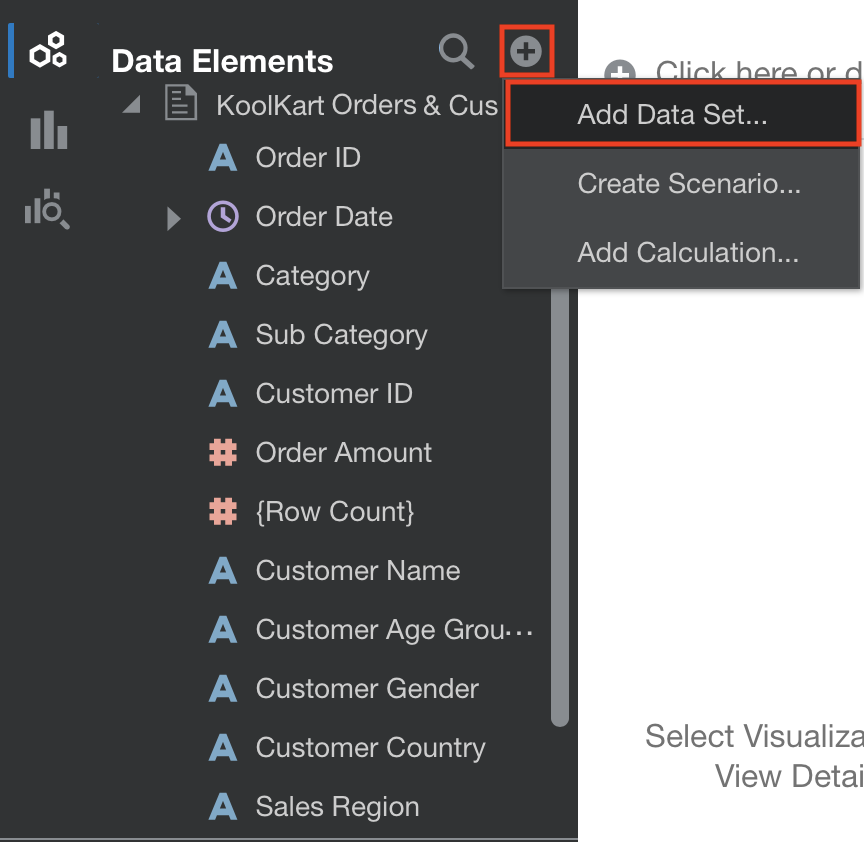 Data Elements
Click here or d
KoolKart Orders & Cus
Add Data Set...
Create Scenario...
Add Calculation...
Order ID
Order Date
Category
Sub Category
Customer ID
Order Amount
{Row Count}
Customer Name
Customer Age Grou...
Customer Gender
Customer Country
Sales Region
Select Visualiza
View Detai